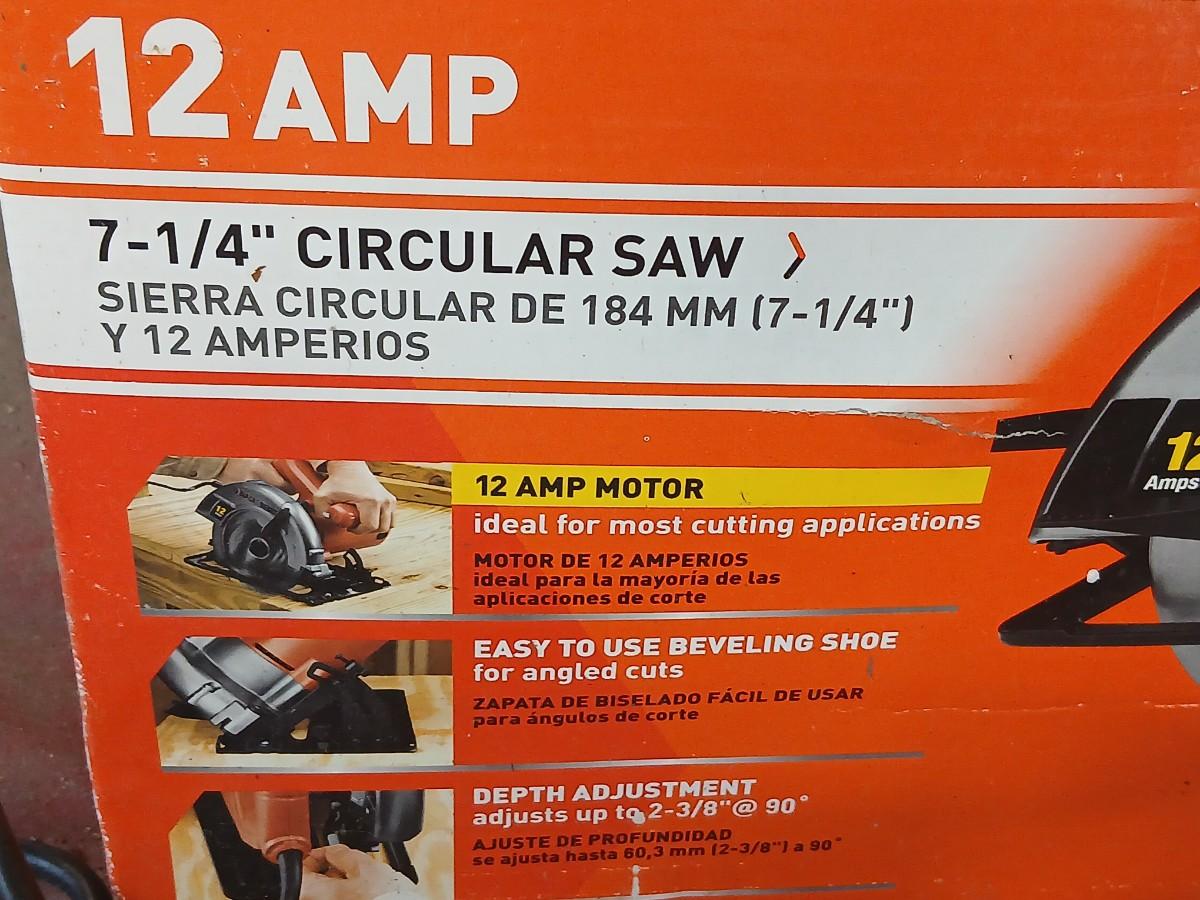 12 AMP
7-1/4" CIRCULAR SAW
SIERRA CIRCULAR DE 184 MM (7-1/4")
Y 12 AMPERIOS
12
Amps
12 AMP MOTOR
ideal for most cutting applications
MOTOR DE 12 AMPERIOS
ideal para la mayoría de las
aplicaciones de corte
12
EASY TO USE BEVELING SHOE
for angled cuts
ZAPATA DE BISELADO FÁCIL DE USAR
para ángulos de corte
DEPTH ADJUSTMENT
adjusts up to 2-3/8"@ 90°
AJUSTE DE PROFUNDIDAD
se ajusta hasta 60,3 mm (2-3/8") a 90°